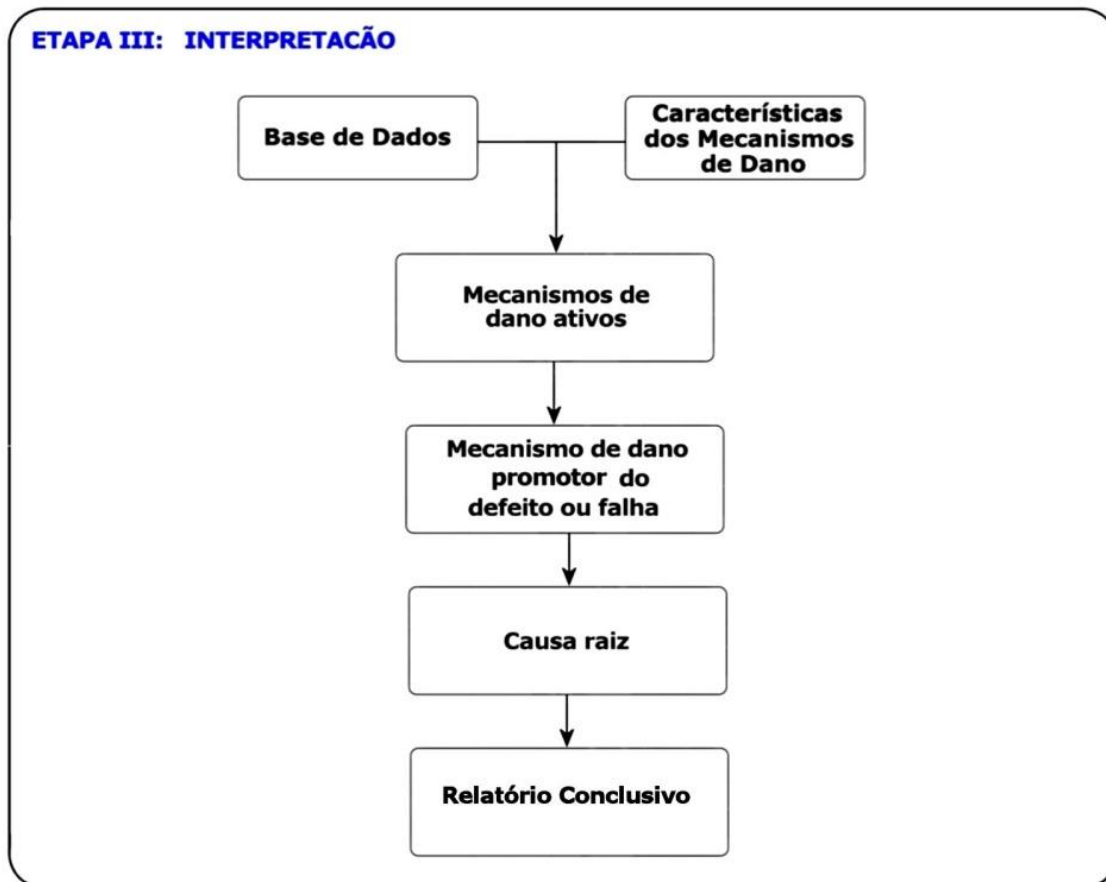 ETAPA III: INTERPRETACÃO
Base de Dados
Característícas
dos Mecanismos
de Dano
Mecanismos de
dano ativos
Mecanismo de dano
promotor do
defeito ou falha
Causa raiz
Relatório Conclusivo